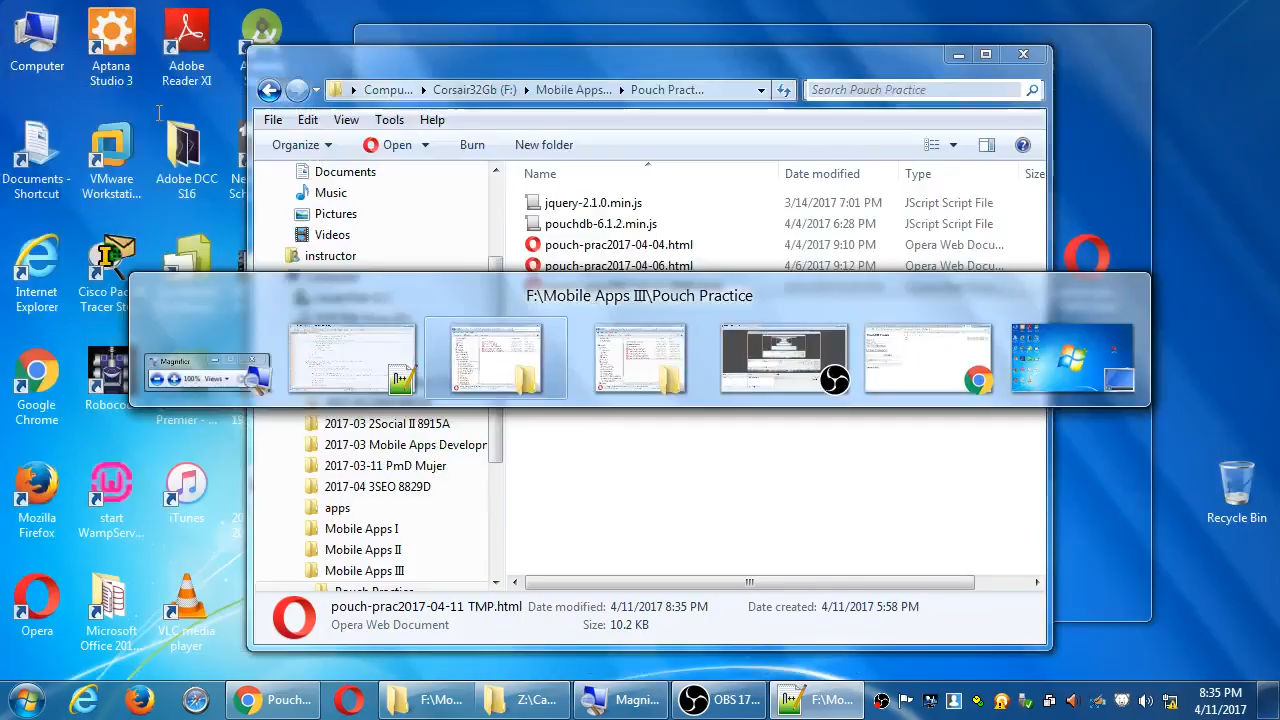 Computer
Aptana
Studio 3
Adobe
Reader XI
Documents -
Shortcut
VMware
Workstati...
Adobe DCC
S16
Internet
Explorer
Google
Chrome
Premier - ...
Mozilla
Firefox
start
WampServ...
iTunes
Opera
Microsoft
Office 201...
VLC media
player
Recycle Bin
Compu...
Corsair32Gb (F:)
Mobile Apps...
Pouch Pract...
Search Pouch Practice
File Edit View Tools Help
Organize Open Burn New folder
Documents
Music
Pictures
Videos
instructor
Name Date modified Type Size
jquery-2.1.0.min.js 3/14/2017 7:01 PM JScript Script File
pouchdb-6.1.2.min.js 4/4/2017 6:28 PM JScript Script File
pouch-prac2017-04-04.html 4/4/2017 9:10 PM Opera Web Docu...
pouch-prac2017-04-06.html 4/6/2017 9:12 PM Opera Web Docu...
F:\Mobile Apps III\Pouch Practice
Magnifier
100% Views
2017-03 2Social II 8915A
2017-03 Mobile Apps Developr
2017-03-11 PmD Mujer
2017-04 3SEO 8829D
apps
Mobile Apps I
Mobile Apps II
Mobile Apps III
Pouch Practice
pouch-prac2017-04-11 TMP.html Date modified: 4/11/2017 8:35 PM Date created: 4/11/2017 5:58 PM
Opera Web Document Size: 10.2 KB
Pouch...
F:\Mo...
Z:\Ca...
Magni...
OBS 17...
F:\Mo...
8:35 PM
4/11/2017